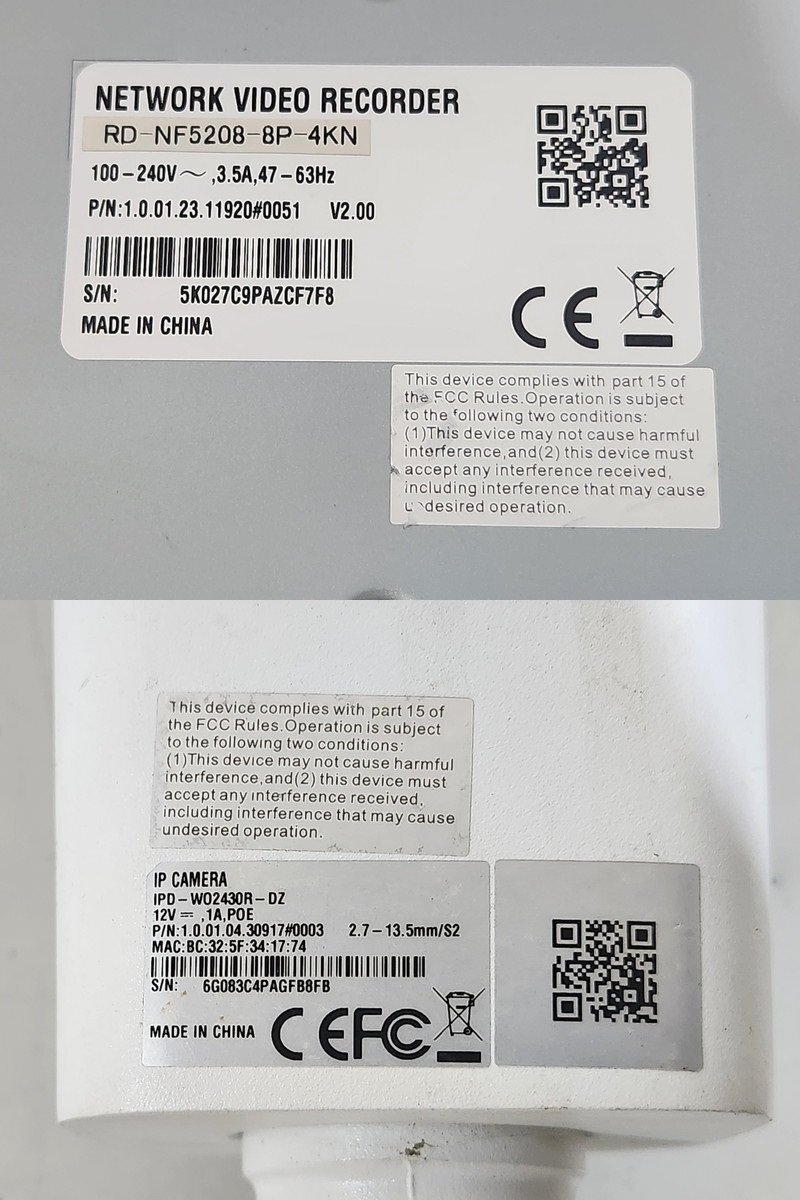 NETWORK VIDEO RECORDER
RD-NF5208-8P-4KN
100-240V～,3.5A,47-63Hz
P/N:1.0.01.23.11920#0051 V2.00
S/N: 5K027C9PAZCF7F8
MADE IN CHINA
CE
This device complies with part 15 of
the FCC Rules.Operation is subject
to the following two conditions:
(1)This device may not cause harmful
interference,and(2) this device must
accept any interference received,
including interference that may cause
undesired operation.
This device complies with part 15 of
the FCC Rules.Operation is subject
to the following two conditions:
(1)This device may not cause harmful
interference,and(2) this device must
accept any interference received,
including interference that may cause
undesired operation.
IP CAMERA
IPD-WO2430R-DZ
12V ⎓ ,1A,POE
P/N:1.0.01.04.30917#0003 2.7-13.5mm/S2
MAC:BC:32:5F:34:17:74
S/N: 6G083C4PAGFB8FB
MADE IN CHINA CE FC